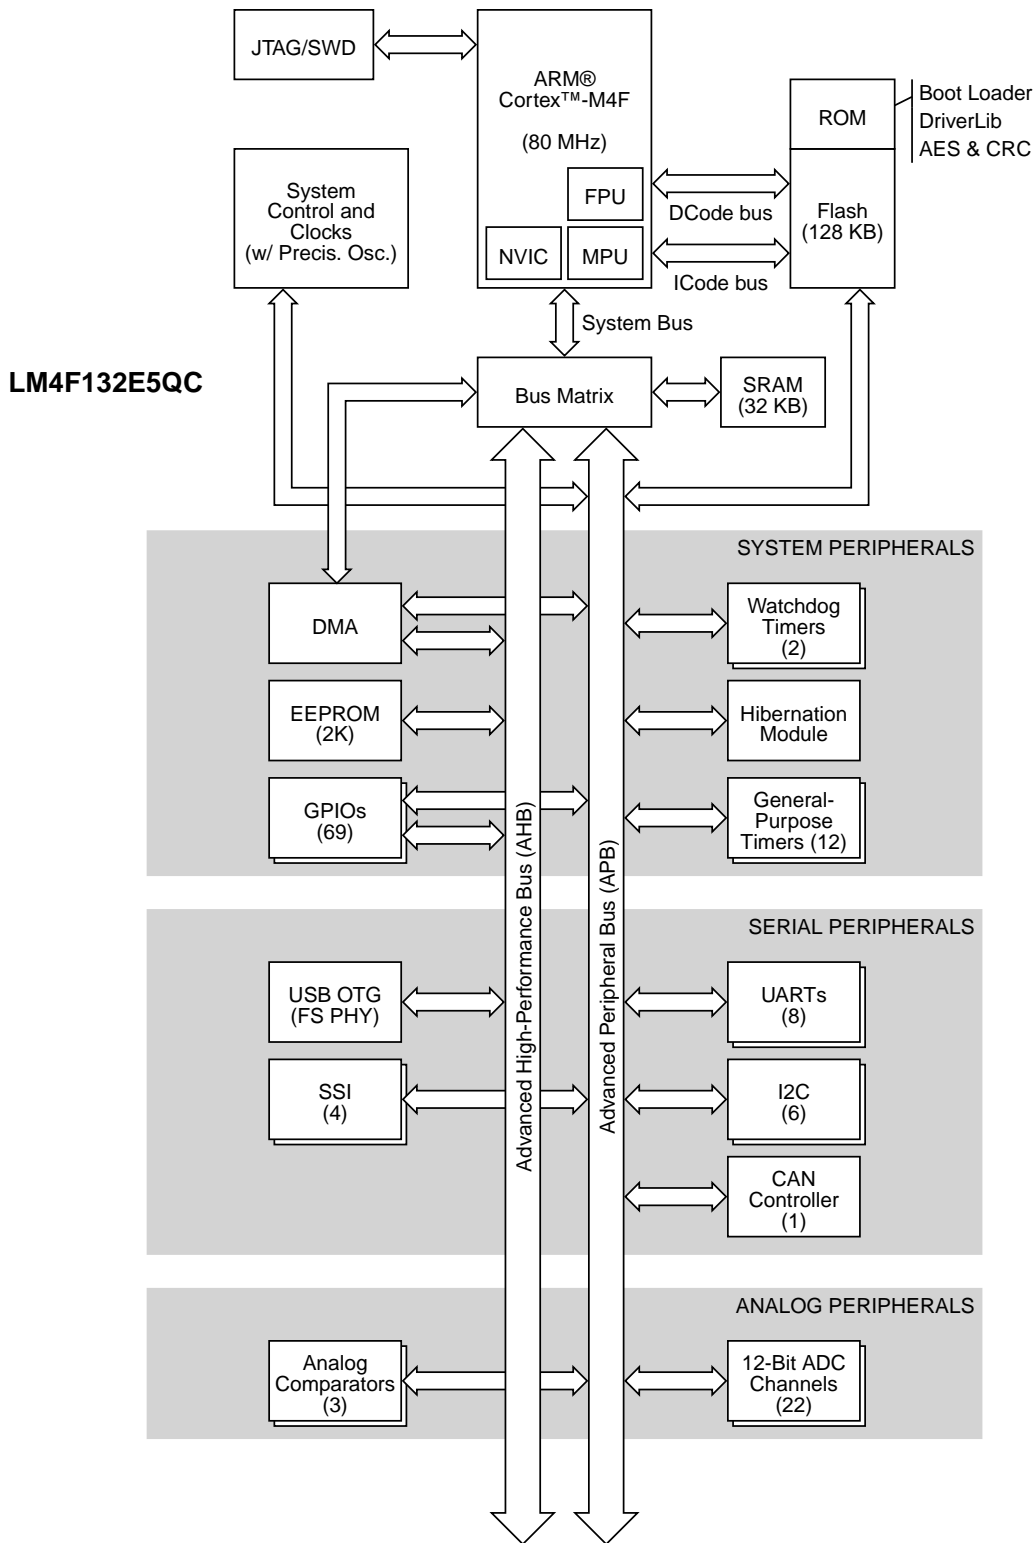 JTAG/SWD
ARM®
Cortex™-M4F
(80 MHz)
FPU
NVIC
MPU
ROM
Boot Loader
DriverLib
AES & CRC
Flash
(128 KB)
DCode bus
ICode bus
System
Control and
Clocks
(w/ Precis. Osc.)
System Bus
LM4F132E5QC
Bus Matrix
SRAM
(32 KB)
SYSTEM PERIPHERALS
DMA
Watchdog
Timers
(2)
EEPROM
(2K)
Hibernation
Module
GPIOs
(69)
General-
Purpose
Timers (12)
Advanced High-Performance Bus (AHB)
Advanced Peripheral Bus (APB)
SERIAL PERIPHERALS
USB OTG
(FS PHY)
UARTs
(8)
SSI
(4)
I2C
(6)
CAN
Controller
(1)
ANALOG PERIPHERALS
Analog
Comparators
(3)
12-Bit ADC
Channels
(22)